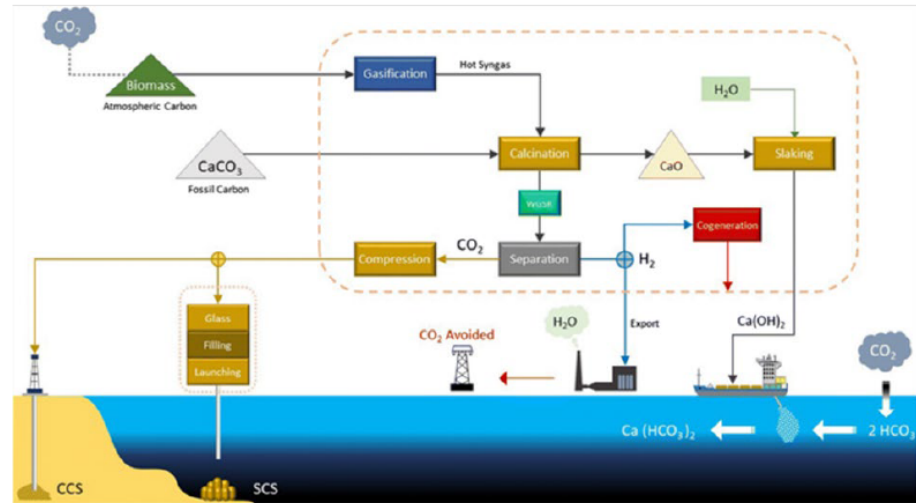 CO₂
Biomass
Atmospheric Carbon
Gasification
Hot Syngas
H₂O
CaCO₃
Fossil Carbon
Calcination
CaO
Slaking
WGSR
Cogeneration
CO₂
Compression
Separation
H₂
Glass
Filling
Launching
CO₂ Avoided
H₂O
Export
Ca(OH)₂
CO₂
Ca (HCO₃)₂
2 HCO₃
CCS
SCS